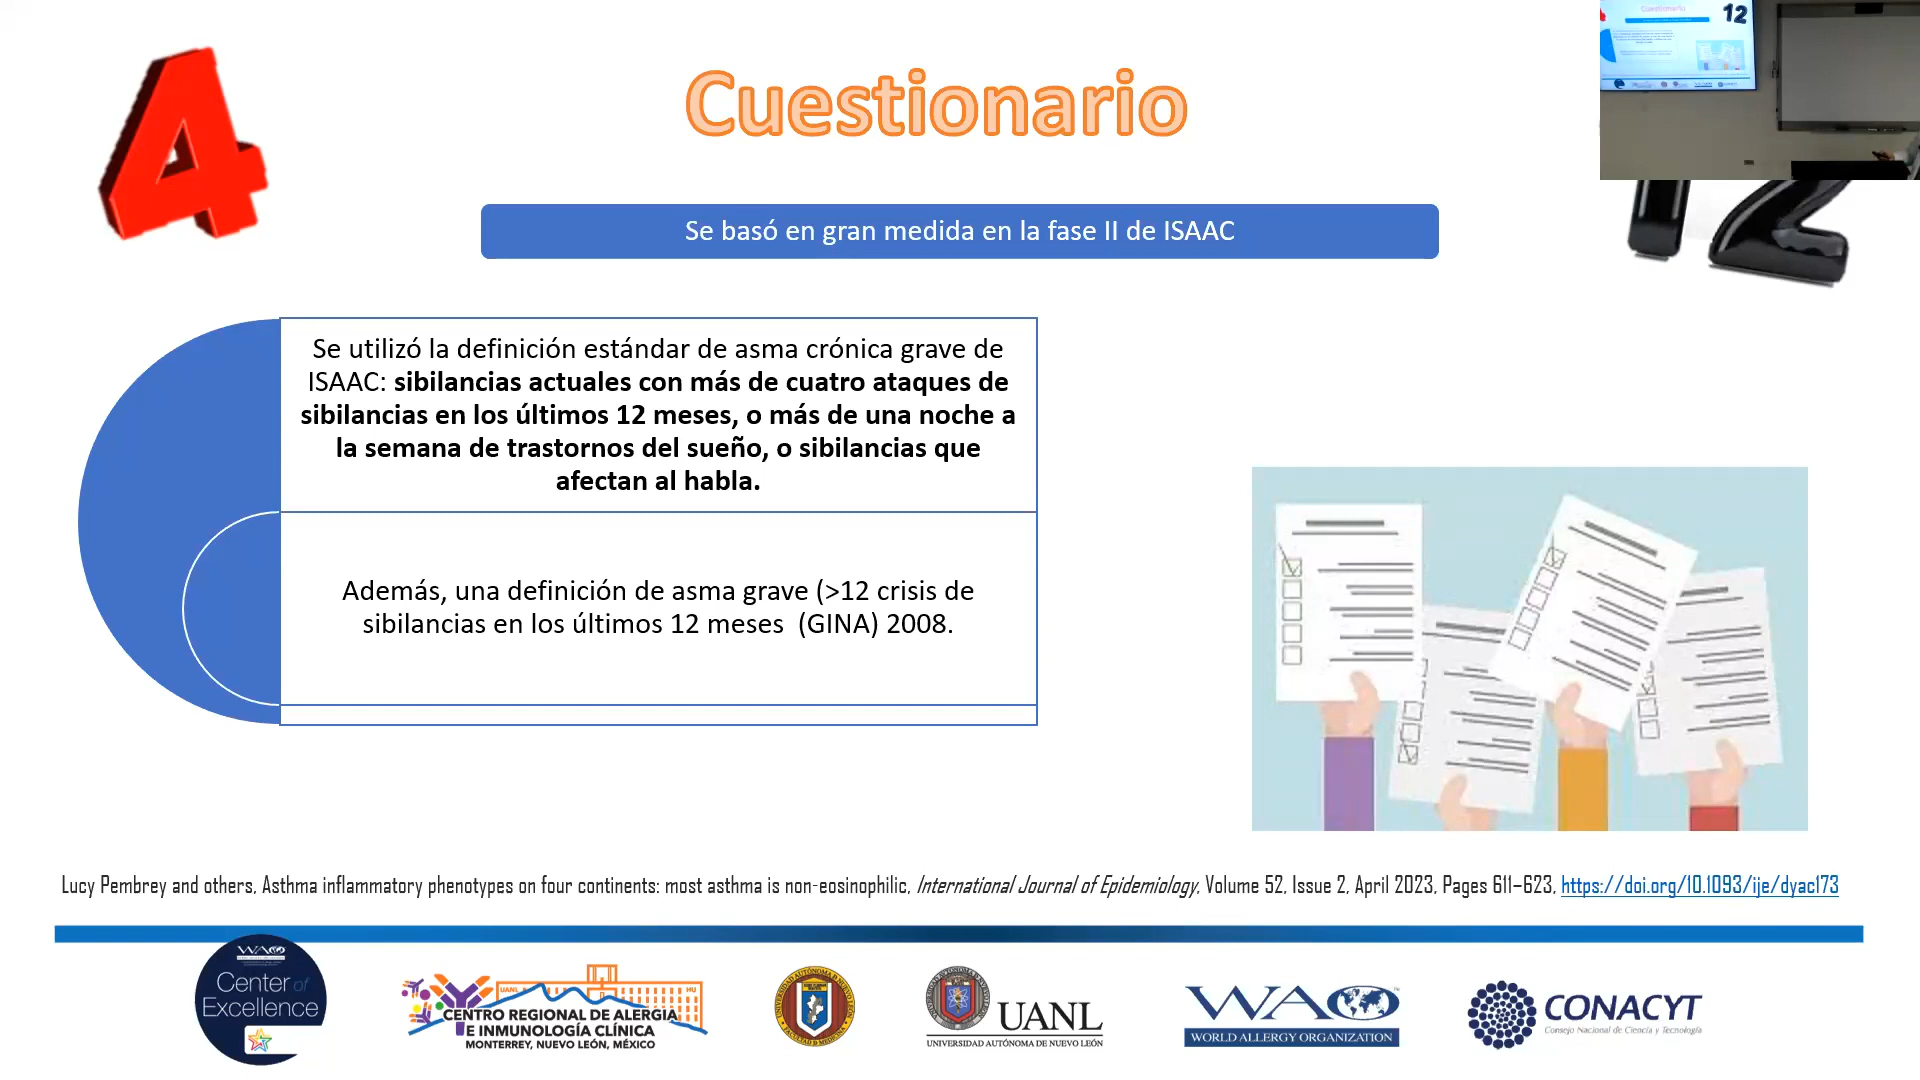 4
Cuestionario
12
Cuestionario
12
Se basó en gran medida en la fase II de ISAAC
Se utilizó la definición estándar de asma crónica grave de
ISAAC: sibilancias actuales con más de cuatro ataques de
sibilancias en los últimos 12 meses, o más de una noche a
la semana de trastornos del sueño, o sibilancias que
afectan al habla.
Además, una definición de asma grave (>12 crisis de
sibilancias en los últimos 12 meses  (GINA) 2008.
Lucy Pembrey and others, Asthma inflammatory phenotypes on four continents: most asthma is non-eosinophilic, International Journal of Epidemiology, Volume 52, Issue 2, April 2023, Pages 611–623, https://doi.org/10.1093/ije/dyac173
WAO
Center of
Excellence
UANL
HU
CENTRO REGIONAL DE ALERGIA
E INMUNOLOGÍA CLÍNICA
MONTERREY, NUEVO LEÓN, MÉXICO
UANL
UNIVERSIDAD AUTÓNOMA DE NUEVO LEÓN
WAO
WORLD ALLERGY ORGANIZATION
CONACYT
Consejo Nacional de Ciencia y Tecnología